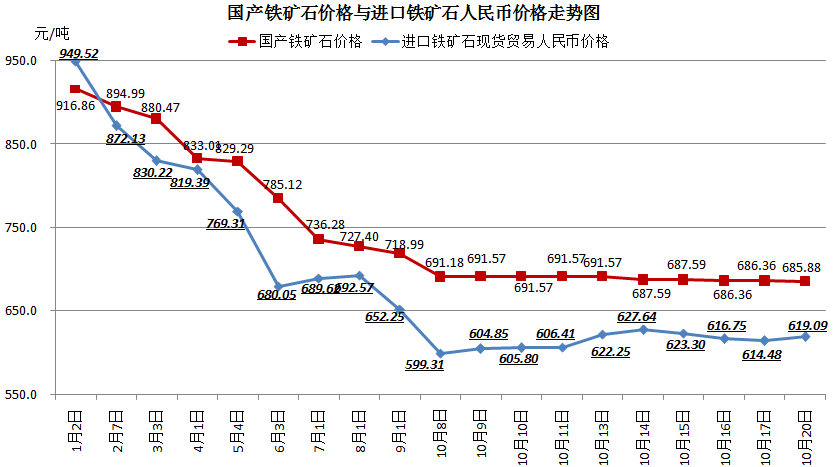 国产铁矿石价格与进口铁矿石人民币价格走势图
元/吨
国产铁矿石价格 进口铁矿石现货贸易人民币价格
950.0
850.0
750.0
650.0
550.0
916.86
894.99
880.47
833.01
829.29
785.12
736.28
727.40
718.99
691.18
691.57
691.57
691.57
691.57
687.59
687.59
686.36
686.36
685.88
949.52
872.13
830.22
819.39
769.31
680.05
689.62
692.57
652.25
599.31
604.85
605.80
606.41
622.25
627.64
623.30
616.75
614.48
619.09
1月2日
2月7日
3月3日
4月1日
5月4日
6月3日
7月1日
8月1日
9月1日
10月8日
10月9日
10月10日
10月11日
10月13日
10月14日
10月15日
10月16日
10月17日
10月20日